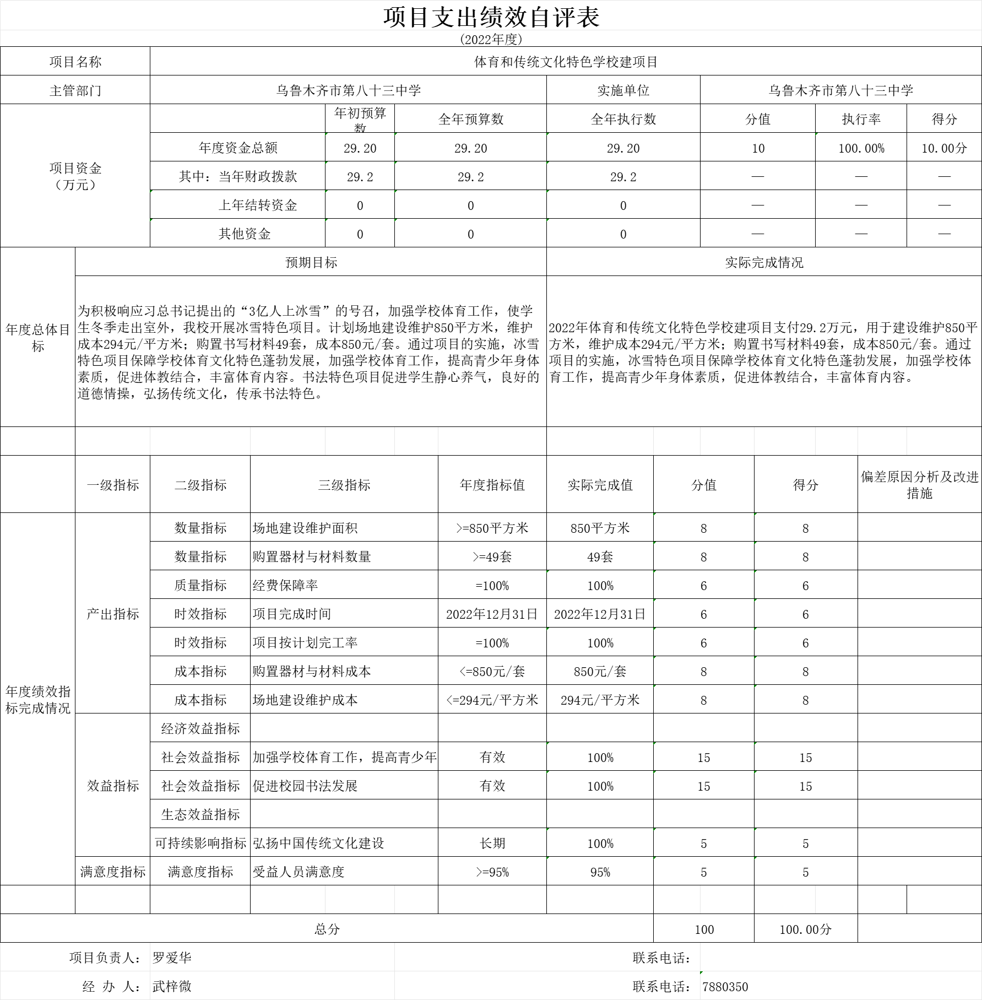 项目支出绩效自评表
(2022年度)
项目名称 体育和传统文化特色学校建项目
主管部门 乌鲁木齐市第八十三中学 实施单位 乌鲁木齐市第八十三中学
项目资金
（万元）
年初预算
数
全年预算数 全年执行数 分值 执行率 得分
年度资金总额 29.20 29.20 29.20 10 100.00% 10.00分
其中：当年财政拨款 29.2 29.2 29.2 — — —
上年结转资金 0 0 0 — — —
其他资金 0 0 0 — — —
年度总体目
标
预期目标 实际完成情况
为积极响应习总书记提出的“3亿人上冰雪”的号召，加强学校体育工作，使学
生冬季走出室外，我校开展冰雪特色项目。计划场地建设维护850平方米，维护
成本294元/平方米；购置书写材料49套，成本850元/套。通过项目的实施，冰雪
特色项目保障学校体育文化特色蓬勃发展，加强学校体育工作，提高青少年身体
素质，促进体教结合，丰富体育内容。书法特色项目促进学生静心养气，良好的
道德情操，弘扬传统文化，传承书法特色。
2022年体育和传统文化特色学校建项目支付29.2万元，用于建设维护850平
方米，维护成本294元/平方米；购置书写材料49套，成本850元/套。通过
项目的实施，冰雪特色项目保障学校体育文化特色蓬勃发展，加强学校体
育工作，提高青少年身体素质，促进体教结合，丰富体育内容。
一级指标 二级指标 三级指标 年度指标值 实际完成值 分值 得分 偏差原因分析及改进
措施
年度绩效指
标完成情况
产出指标
数量指标 场地建设维护面积 >=850平方米 850平方米 8 8
数量指标 购置器材与材料数量 >=49套 49套 8 8
质量指标 经费保障率 =100% 100% 6 6
时效指标 项目完成时间 2022年12月31日 2022年12月31日 6 6
时效指标 项目按计划完工率 =100% 100% 6 6
成本指标 购置器材与材料成本 <=850元/套 850元/套 8 8
成本指标 场地建设维护成本 <=294元/平方米 294元/平方米 8 8
效益指标
经济效益指标
社会效益指标 加强学校体育工作，提高青少年 有效 100% 15 15
社会效益指标 促进校园书法发展 有效 100% 15 15
生态效益指标
可持续影响指标 弘扬中国传统文化建设 长期 100% 5 5
满意度指标 满意度指标 受益人员满意度 >=95% 95% 5 5
总分 100 100.00分
项目负责人： 罗爱华 联系电话：
经 办 人： 武梓微 联系电话： 7880350